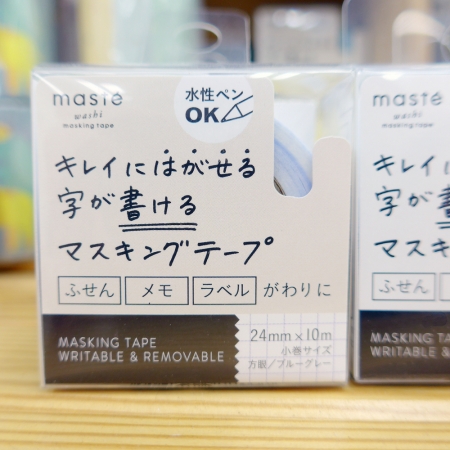 maste
washi
masking tape
水性ペン
OK
キレイにはがせる
字が書ける
マスキングテープ
ふせん メモ ラベル がわりに
MASKING TAPE
WRITABLE & REMOVABLE
24mm×10m
小巻サイズ
方眼/ブルーグレー
maste
washi
masking tape
キレイに
字が書
マスキ
ふせん
MASKING TAPE
WRITABLE & RE